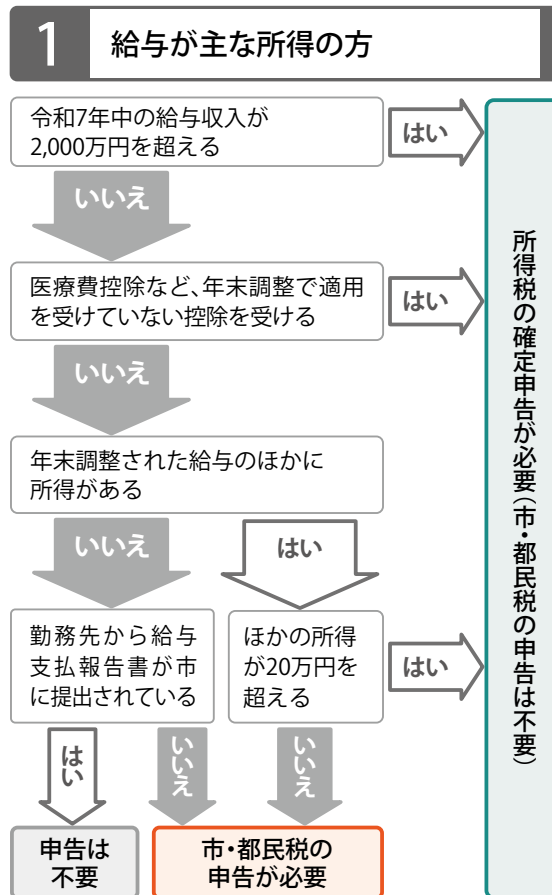 1 給与が主な所得の方
令和7年中の給与収入が
2,000万円を超える
はい
いいえ
医療費控除など、年末調整で適用
を受けていない控除を受ける
はい
いいえ
年末調整された給与のほかに
所得がある
いいえ
はい
勤務先から給与
支払報告書が市
に提出されている
ほかの所得
が20万円を
超える
はい
はい
いいえ
いいえ
申告は
不要
市・都民税の
申告が必要
所得税の確定申告が必要(市・都民税の申告は不要)